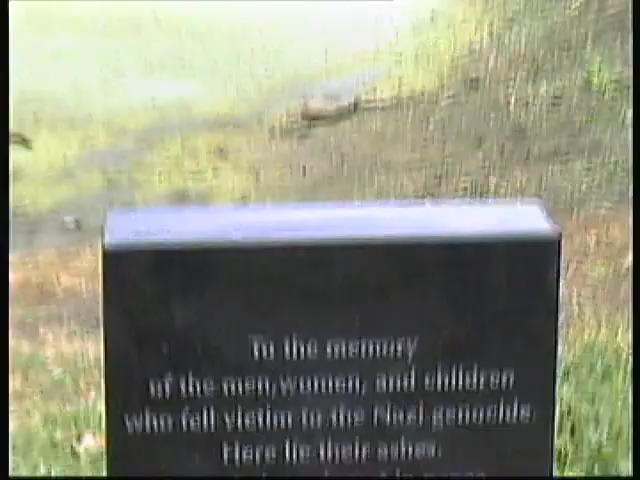 To the memory
of the men, women, and children
who fell victim to the Nazi genocide.
Here lie their ashes.